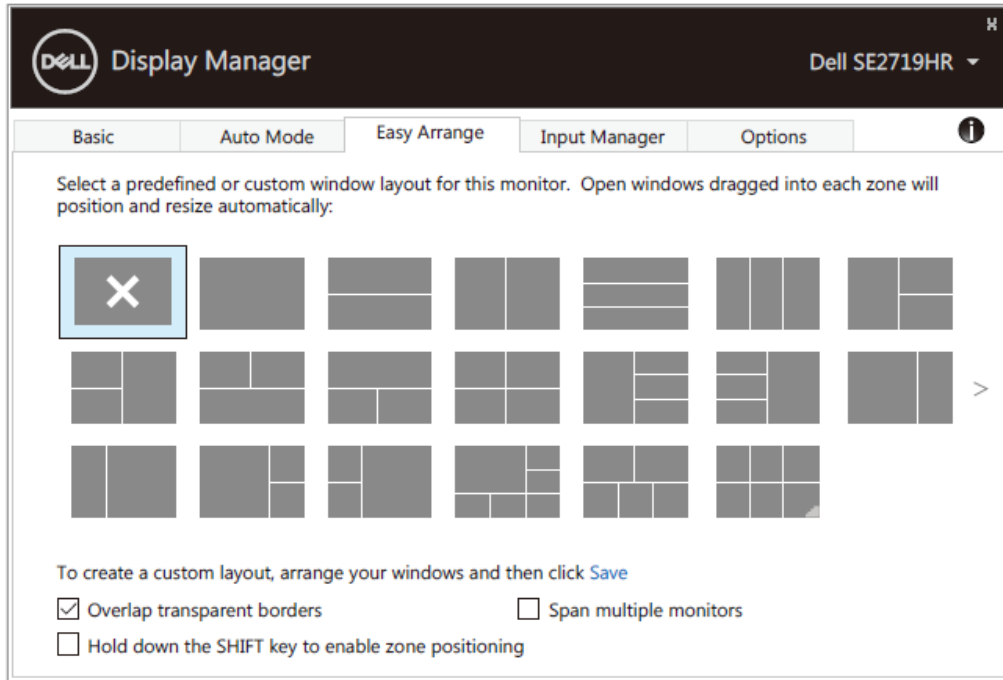 DELL Display Manager
Dell SE2719HR
Basic Auto Mode Easy Arrange Input Manager Options
Select a predefined or custom window layout for this monitor. Open windows dragged into each zone will
position and resize automatically:
>
To create a custom layout, arrange your windows and then click Save
Overlap transparent borders Span multiple monitors
Hold down the SHIFT key to enable zone positioning